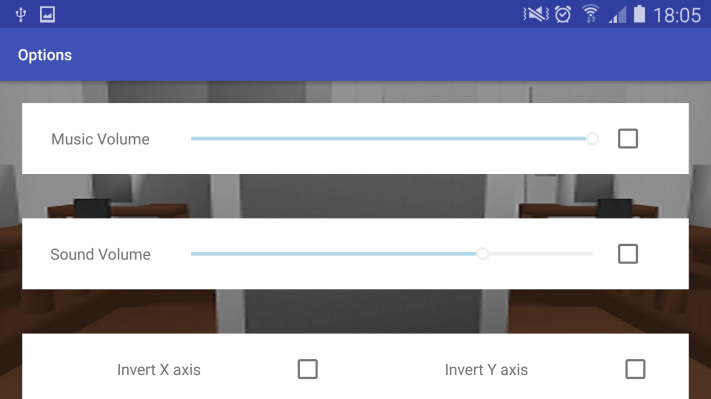 18:05
Options
Music Volume
Sound Volume
Invert X axis
Invert Y axis